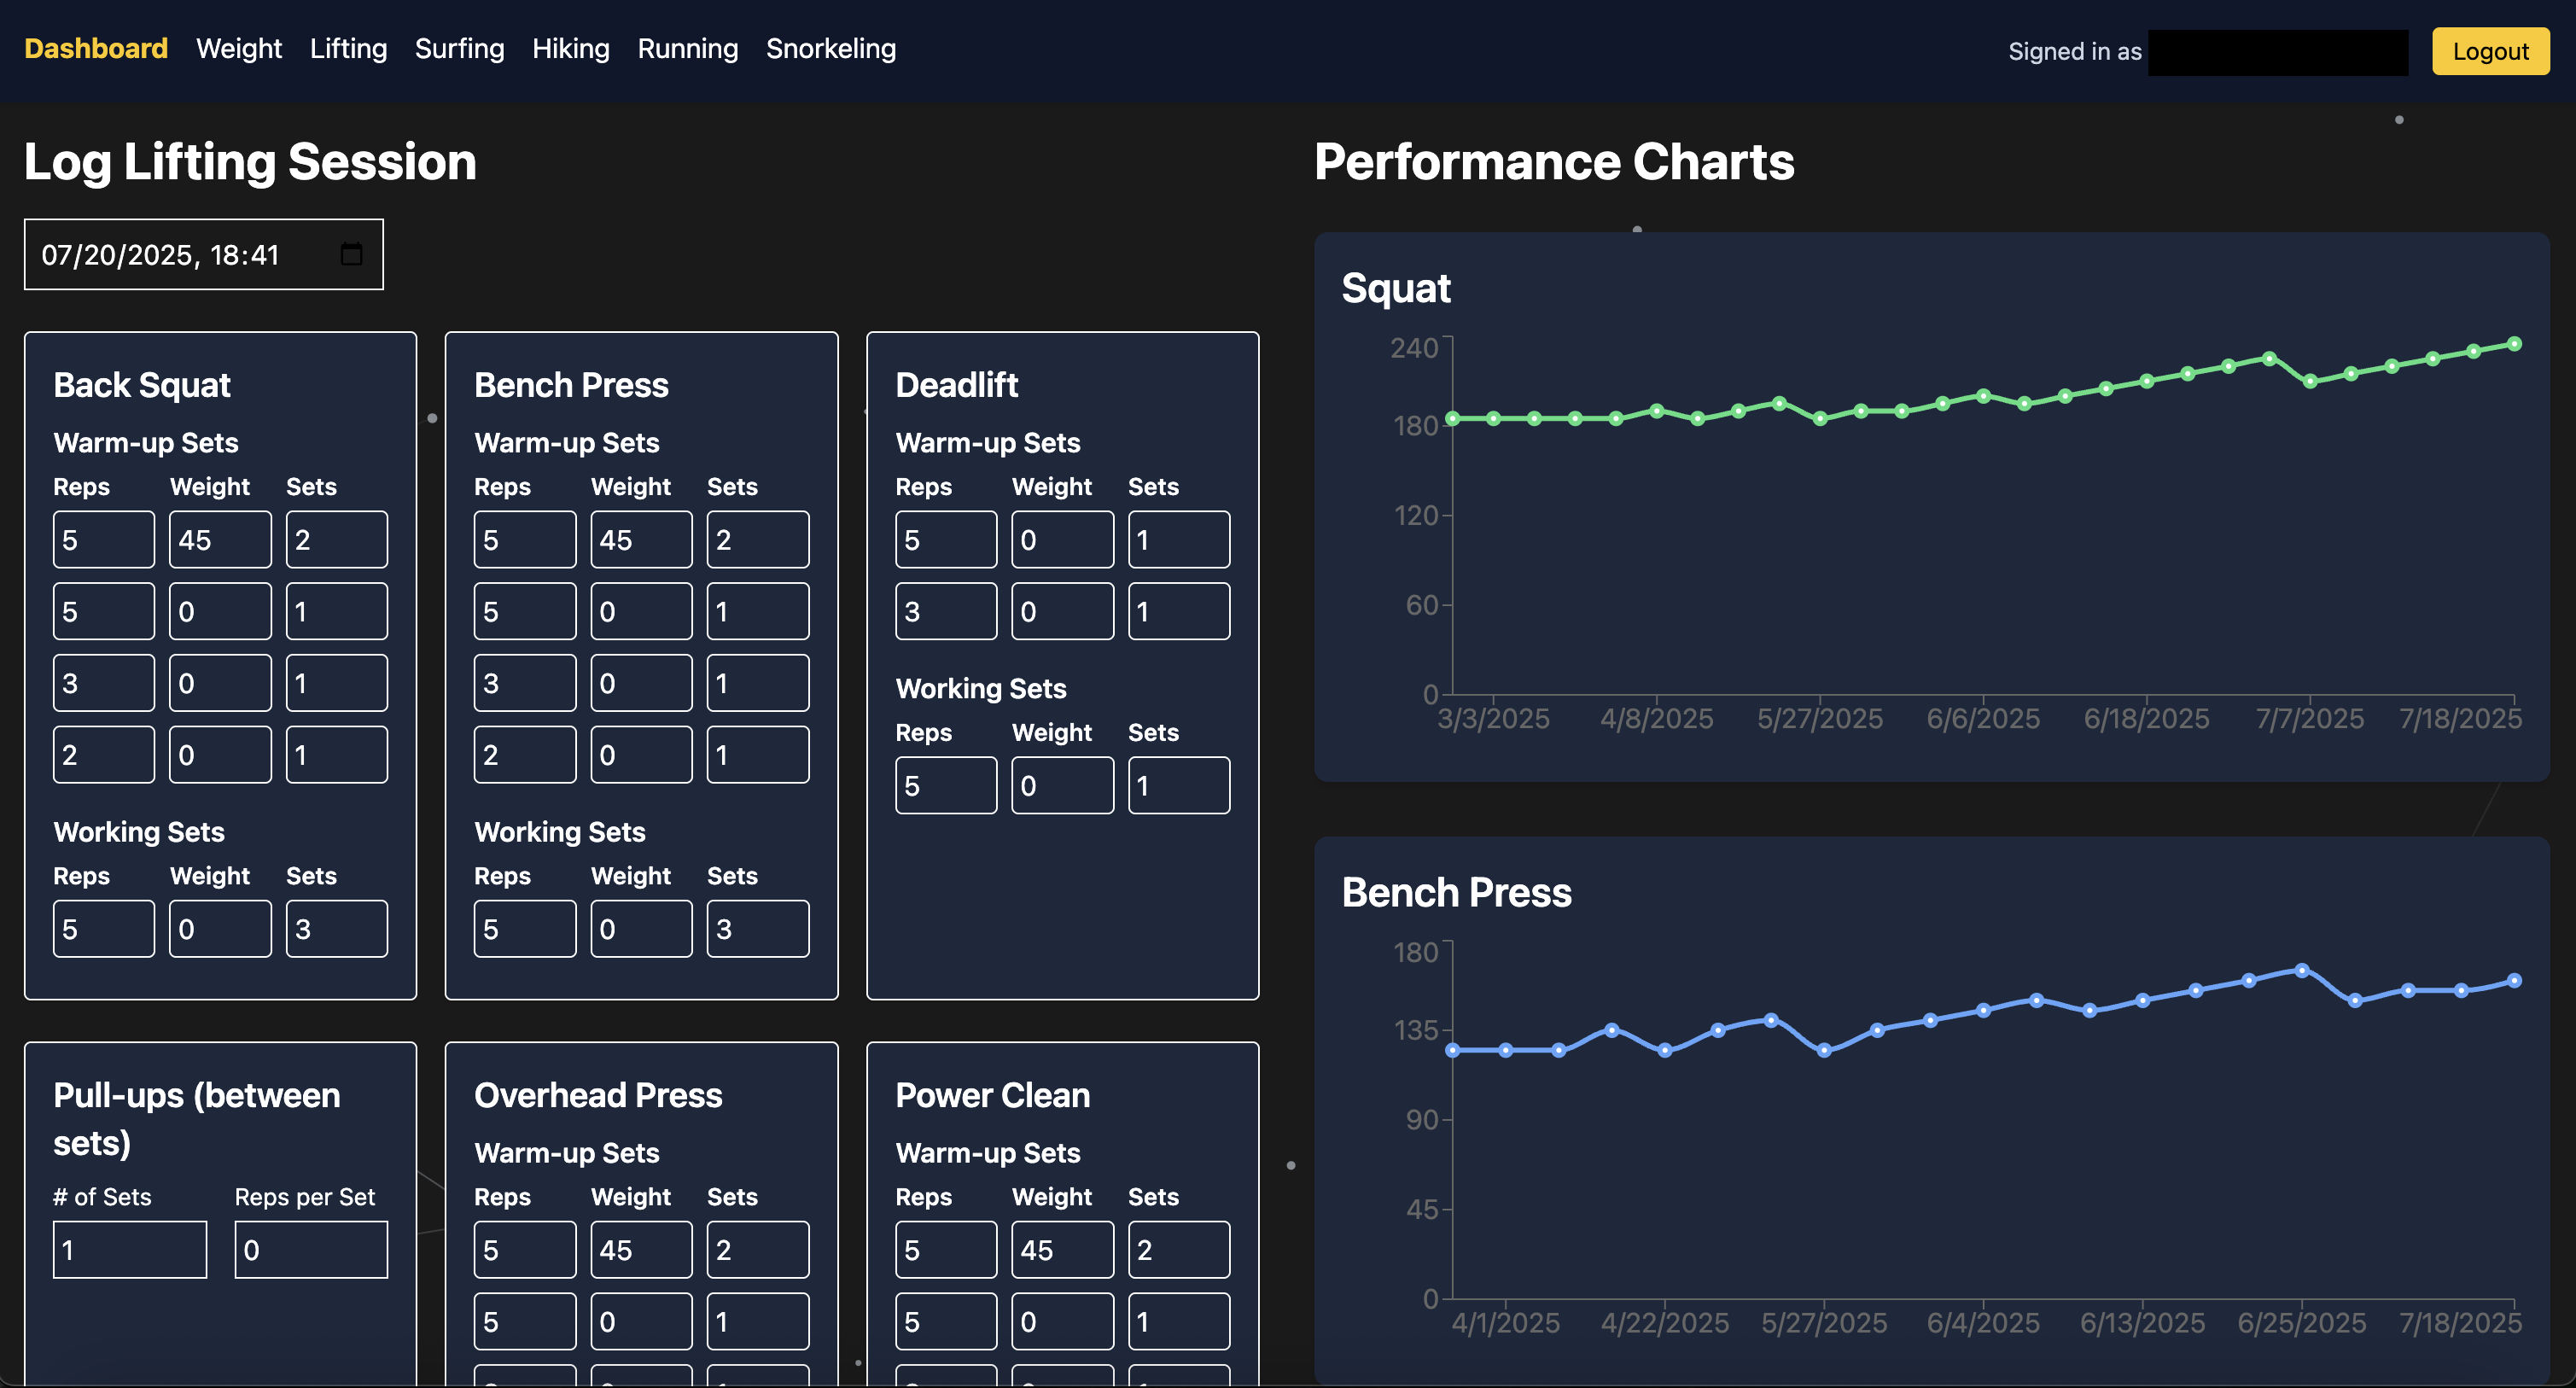 Dashboard Weight Lifting Surfing Hiking Running Snorkeling
Signed in as
Logout
Log Lifting Session
07/20/2025, 18:41
Back Squat
Warm-up Sets
Reps Weight Sets
5 45 2
5 0 1
3 0 1
2 0 1
Working Sets
Reps Weight Sets
5 0 3
Bench Press
Warm-up Sets
Reps Weight Sets
5 45 2
5 0 1
3 0 1
2 0 1
Working Sets
Reps Weight Sets
5 0 3
Deadlift
Warm-up Sets
Reps Weight Sets
5 0 1
3 0 1
Working Sets
Reps Weight Sets
5 0 1
Pull-ups (between
sets)
# of Sets Reps per Set
1 0
Overhead Press
Warm-up Sets
Reps Weight Sets
5 45 2
5 0 1
Power Clean
Warm-up Sets
Reps Weight Sets
5 45 2
5 0 1
Performance Charts
Squat
240
180
120
60
0
3/3/2025 4/8/2025 5/27/2025 6/6/2025 6/18/2025 7/7/2025 7/18/2025
Bench Press
180
135
90
45
0
4/1/2025 4/22/2025 5/27/2025 6/4/2025 6/13/2025 6/25/2025 7/18/2025